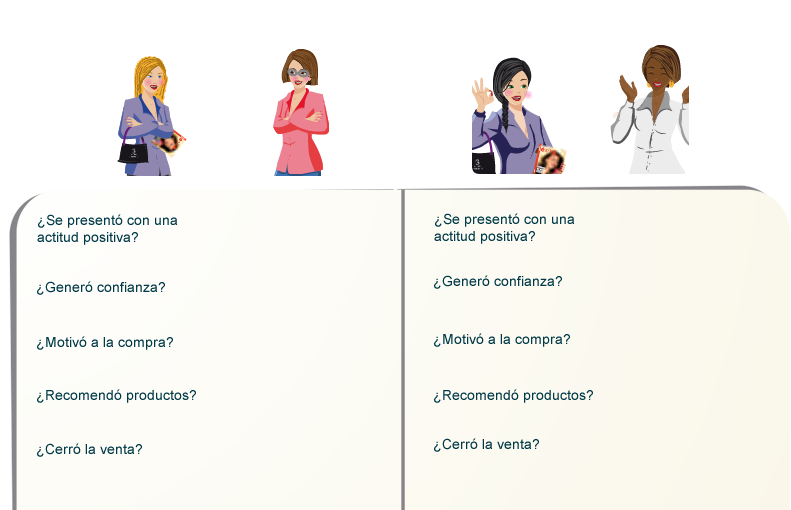 ¿Se presentó con una
actitud positiva?
¿Generó confianza?
¿Motivó a la compra?
¿Recomendó productos?
¿Cerró la venta?
¿Se presentó con una
actitud positiva?
¿Generó confianza?
¿Motivó a la compra?
¿Recomendó productos?
¿Cerró la venta?